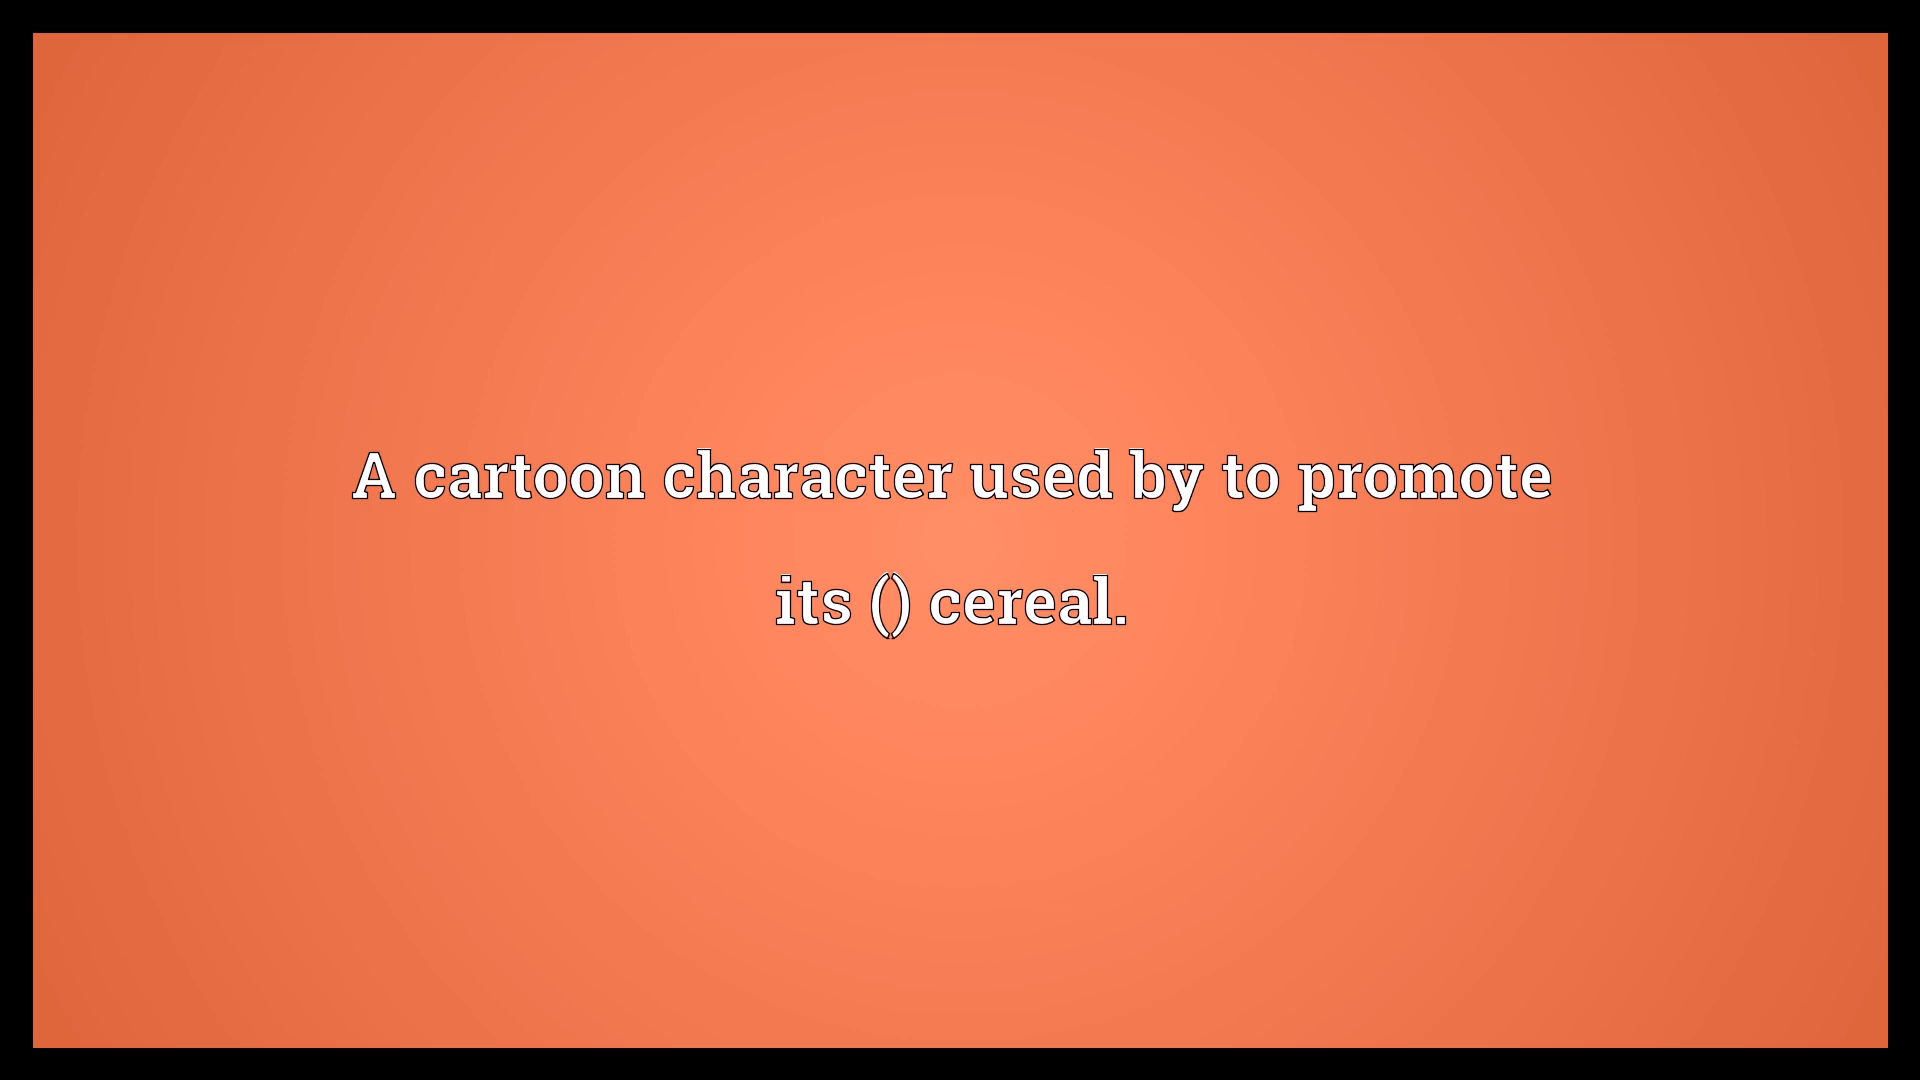 A cartoon character used by to promote
its () cereal.